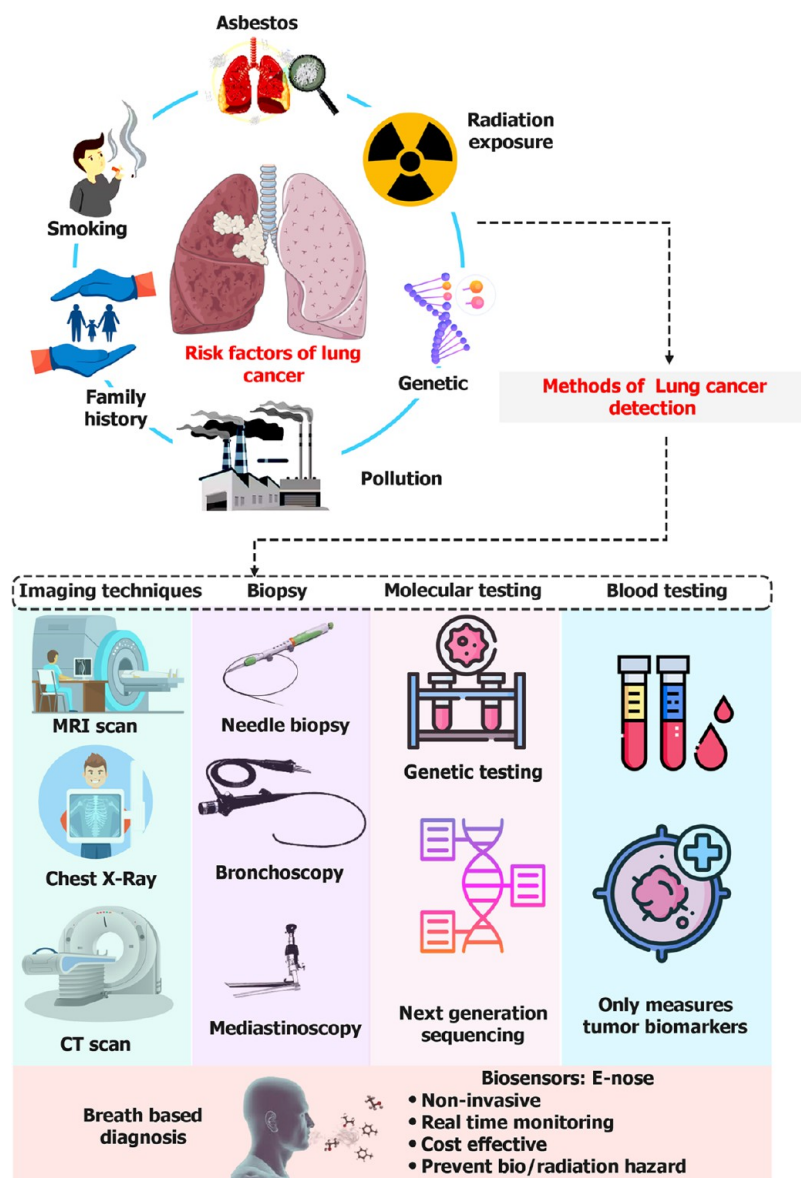 Asbestos
Radiation
exposure
Smoking
Risk factors of lung
cancer
Genetic
Family
history
Pollution
Methods of Lung cancer
detection
Imaging techniques
Biopsy
Molecular testing
Blood testing
MRI scan
Needle biopsy
Genetic testing
Chest X-Ray
Bronchoscopy
CT scan
Mediastinoscopy
Next generation
sequencing
Only measures
tumor biomarkers
Breath based
diagnosis
Biosensors: E-nose
• Non-invasive
• Real time monitoring
• Cost effective
• Prevent bio/radiation hazard